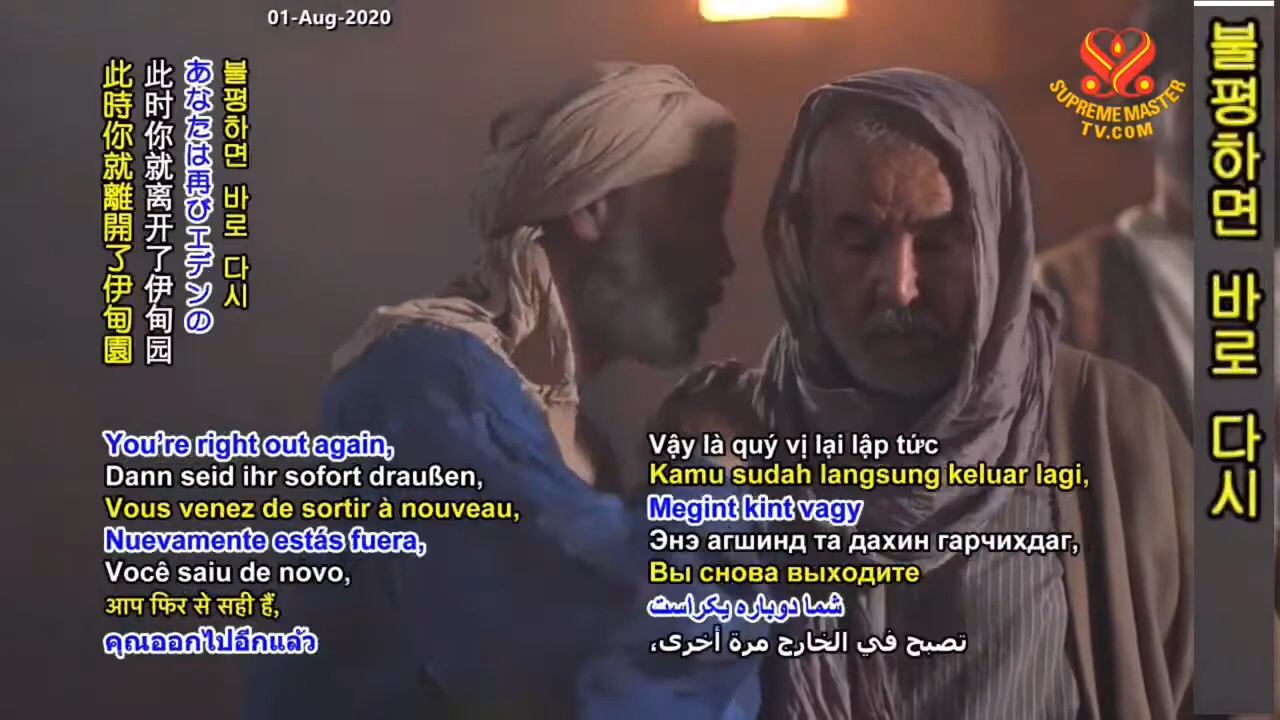 01-Aug-2020
SUPREME MASTER
TV.COM
불평하면 바로 다시
불평하면 바로 다시
あなたは再びエデンの
此时你就离开了伊甸园
此時你就離開了伊甸園
You're right out again,
Dann seid ihr sofort draußen,
Vous venez de sortir à nouveau,
Nuevamente estás fuera,
Você saiu de novo,
आप फिर से सही हैं,
คุณออกไปอีกแล้ว
Vậy là quý vị lại lập tức
Kamu sudah langsung keluar lagi,
Megint kint vagy
Энэ агшинд та дахин гарчихдаг,
Вы снова выходите
شما دوباره یکراست
تصبح في الخارج مرة أخرى،